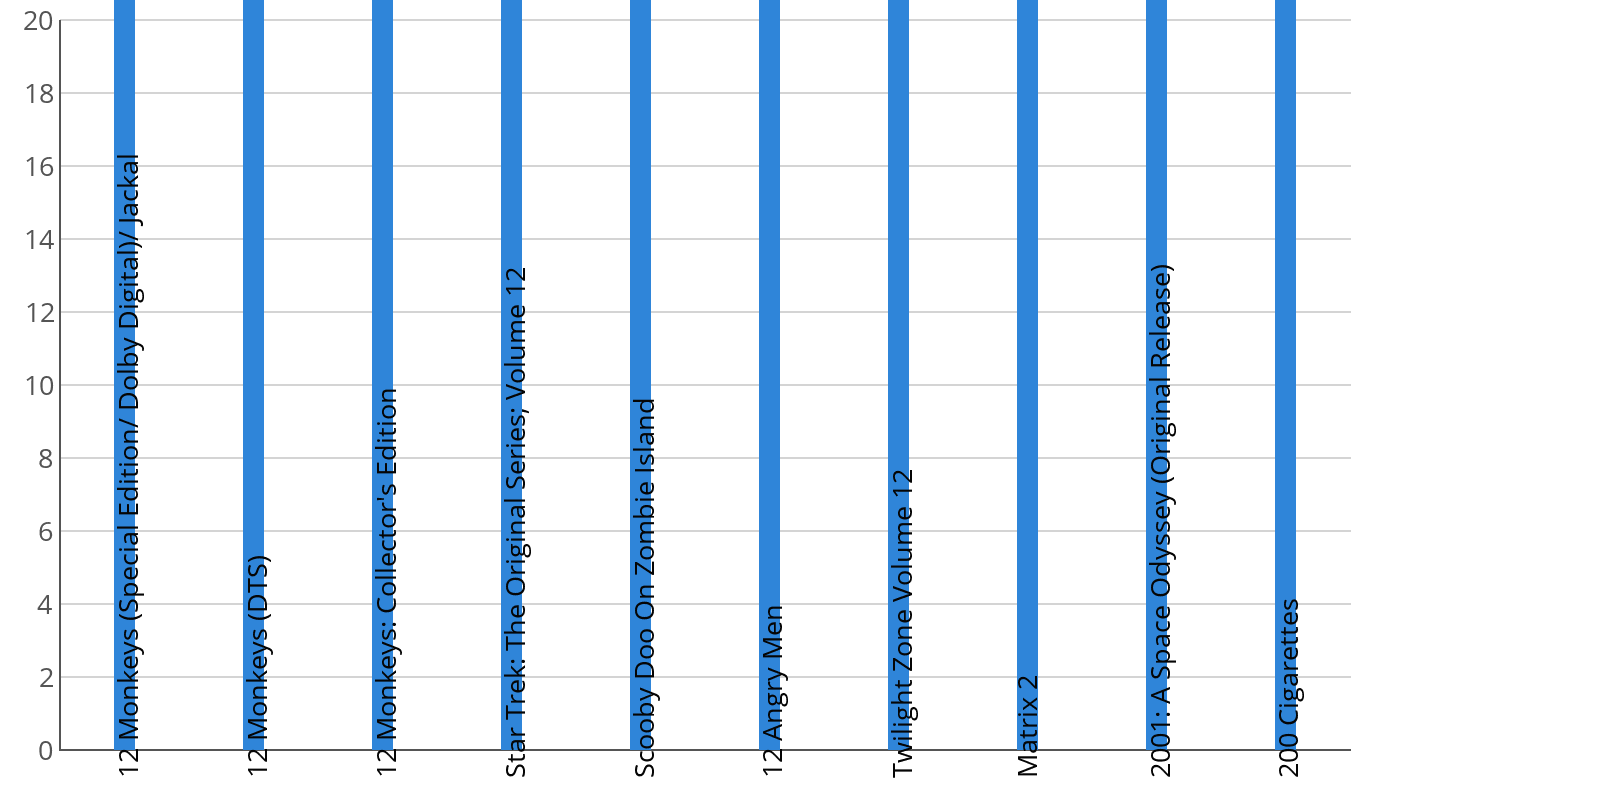 20
18
16
14
12
10
8
6
4
2
0
12 Monkeys (Special Edition/ Dolby Digital)/ Jackal
12 Monkeys (DTS)
12 Monkeys: Collector's Edition
Star Trek: The Original Series; Volume 12
Scooby Doo On Zombie Island
12 Angry Men
Twilight Zone Volume 12
Matrix 2
2001: A Space Odyssey (Original Release)
200 Cigarettes